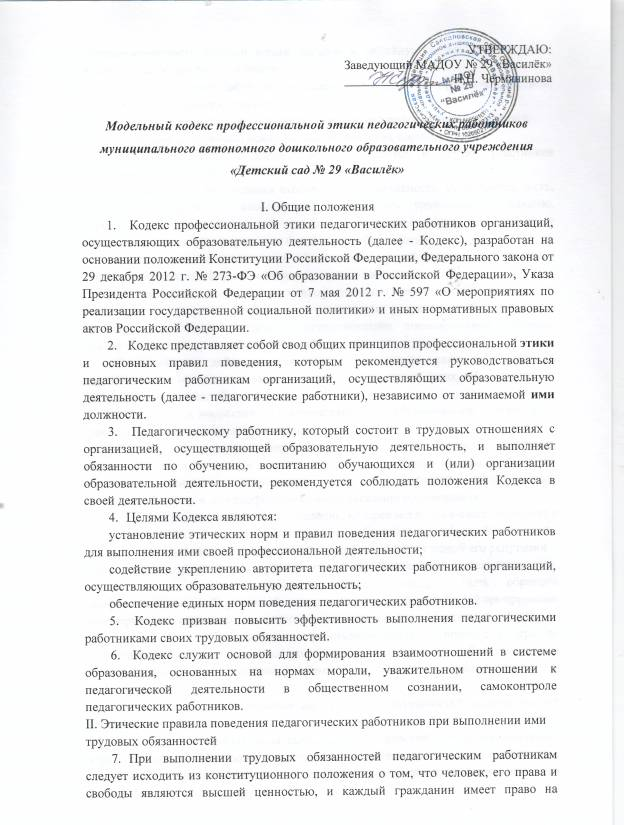 УТВЕРЖДАЮ:
Заведующий МАДОУ № 29 «Василёк»
Н.П. Чермянинова
МАДОУ
№ 29
"Василёк"
Модельный кодекс профессиональной этики педагогических работников
муниципального автономного дошкольного образовательного учреждения
«Детский сад № 29 «Василёк»
I. Общие положения
1. Кодекс профессиональной этики педагогических работников организаций,
осуществляющих образовательную деятельность (далее - Кодекс), разработан на
основании положений Конституции Российской Федерации, Федерального закона от
29 декабря 2012 г. № 273-ФЭ «Об образовании в Российской Федерации», Указа
Президента Российской Федерации от 7 мая 2012 г. № 597 «О мероприятиях по
реализации государственной социальной политики» и иных нормативных правовых
актов Российской Федерации.
2. Кодекс представляет собой свод общих принципов профессиональной этики
и основных правил поведения, которым рекомендуется руководствоваться
педагогическим работникам организаций, осуществляющих образовательную
деятельность (далее - педагогические работники), независимо от занимаемой ими
должности.
3. Педагогическому работнику, который состоит в трудовых отношениях с
организацией, осуществляющей образовательную деятельность, и выполняет
обязанности по обучению, воспитанию обучающихся и (или) организации
образовательной деятельности, рекомендуется соблюдать положения Кодекса в
своей деятельности.
4. Целями Кодекса являются:
установление этических норм и правил поведения педагогических работников
для выполнения ими своей профессиональной деятельности;
содействие укреплению авторитета педагогических работников организаций,
осуществляющих образовательную деятельность;
обеспечение единых норм поведения педагогических работников.
5. Кодекс призван повысить эффективность выполнения педагогическими
работниками своих трудовых обязанностей.
6. Кодекс служит основой для формирования взаимоотношений в системе
образования, основанных на нормах морали, уважительном отношении к
педагогической деятельности в общественном сознании, самоконтроле
педагогических работников.
II. Этические правила поведения педагогических работников при выполнении ими
трудовых обязанностей
7. При выполнении трудовых обязанностей педагогическим работникам
следует исходить из конституционного положения о том, что человек, его права и
свободы являются высшей ценностью, и каждый гражданин имеет право на